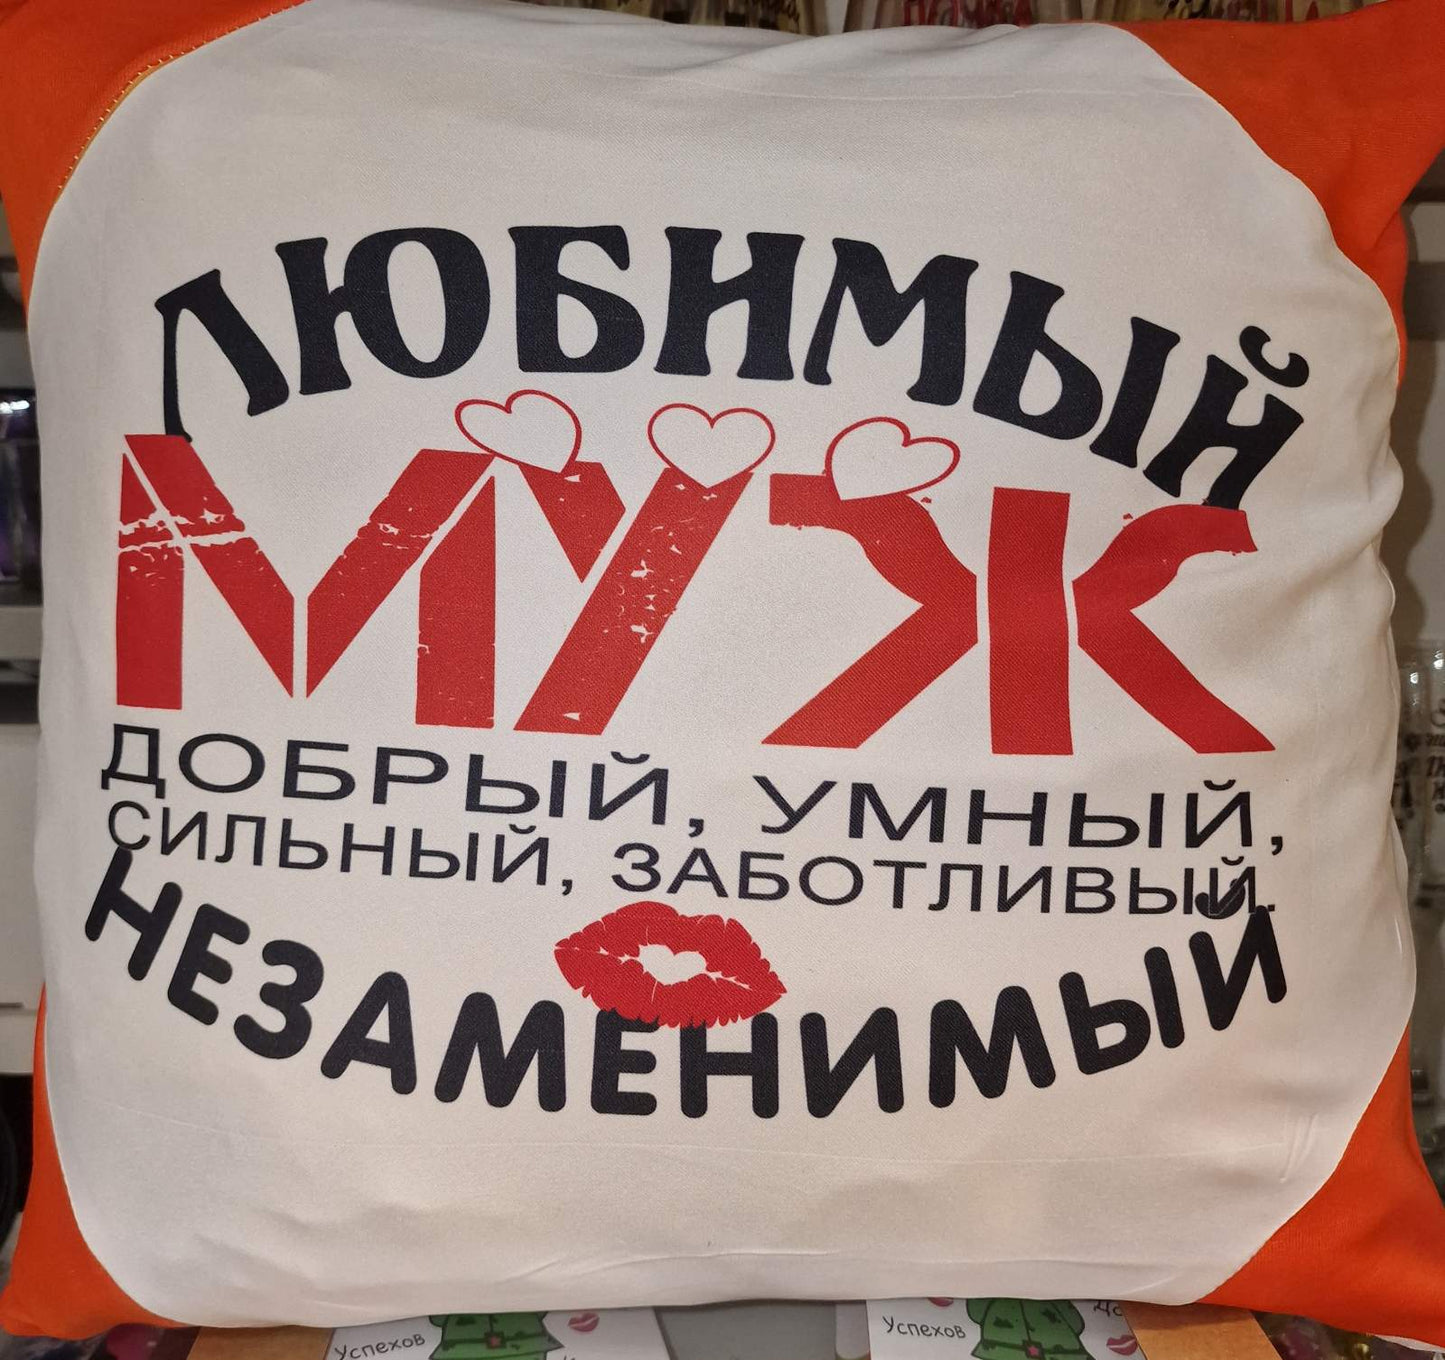 ЛЮБИМЫЙ
МУЖ
ДОБРЫЙ, УМНЫЙ,
СИЛЬНЫЙ, ЗАБОТЛИВЫЙ.
НЕЗАМЕНИМЫЙ
Успехов
Успехов